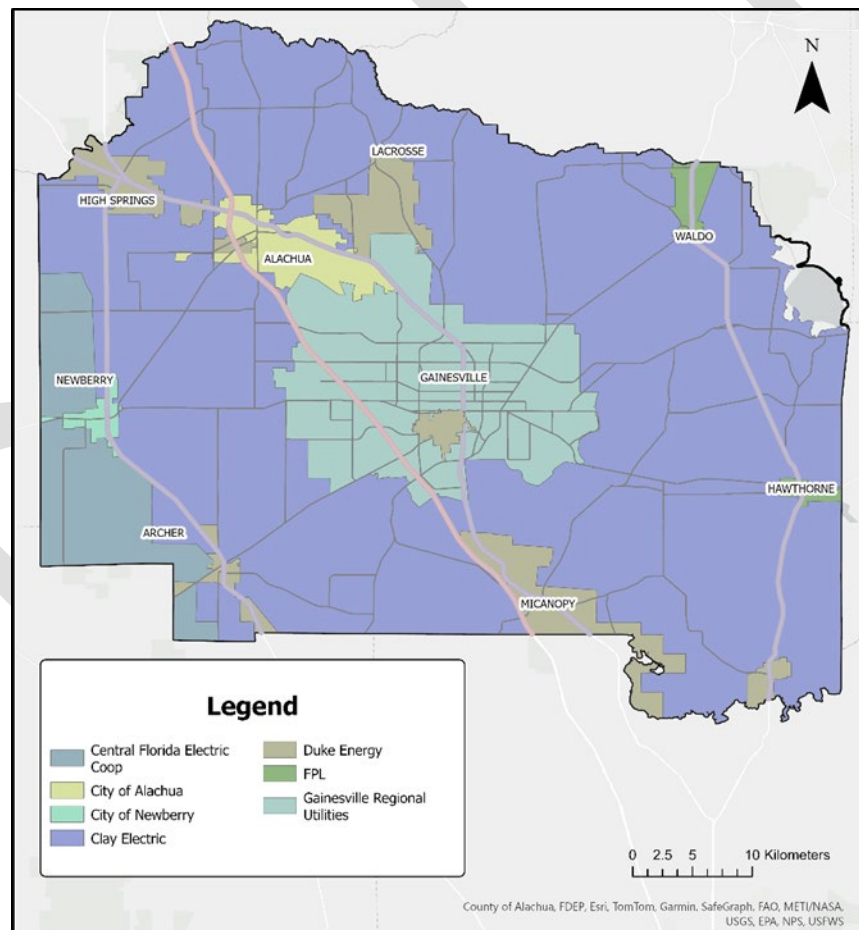 N
LACROSSE
HIGH SPRINGS
WALDO
ALACHUA
NEWBERRY
GAINESVILLE
HAWTHORNE
ARCHER
MICANOPY
Legend
Central Florida Electric
Coop
City of Alachua
City of Newberry
Clay Electric
Duke Energy
FPL
Gainesville Regional
Utilities
0 2.5 5 10 Kilometers
County of Alachua, FDEP, Esri, TomTom, Garmin, SafeGraph, FAO, METI/NASA,
USGS, EPA, NPS, USFWS